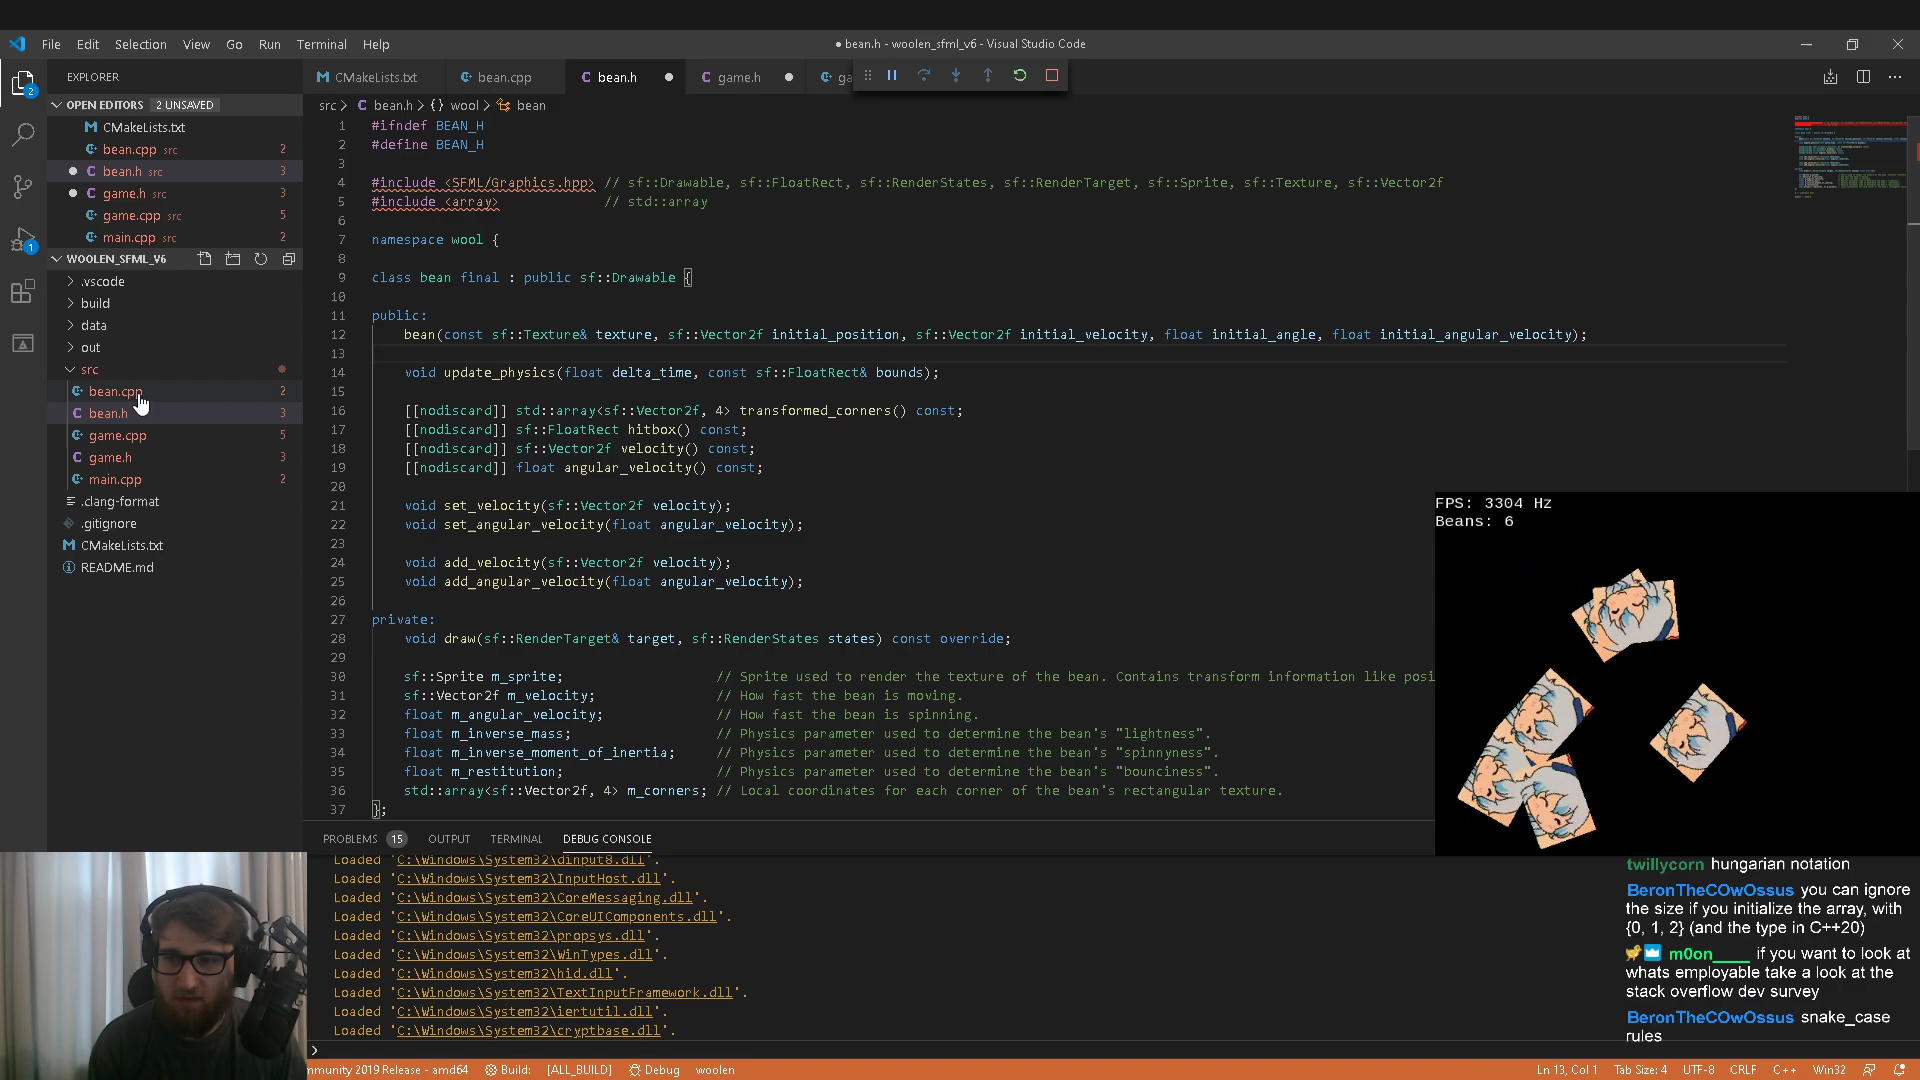 File Edit Selection View Go Run Terminal Help
● bean.h - woolen_sfml_v6 - Visual Studio Code
EXPLORER
CMakeLists.txt bean.cpp bean.h game.h ga
OPEN EDITORS 2 UNSAVED
src > bean.h > {} wool > bean
CMakeLists.txt
bean.cpp src 2
bean.h src 3
game.h src 3
game.cpp src 5
main.cpp src 2
WOOLEN_SFML_V6
.vscode
build
data
out
src
bean.cpp 2
bean.h 3
game.cpp 5
game.h 3
main.cpp 2
.clang-format
.gitignore
CMakeLists.txt
README.md
2
1
1 #ifndef BEAN_H
2 #define BEAN_H
3
4 #include <SFML/Graphics.hpp> // sf::Drawable, sf::FloatRect, sf::RenderStates, sf::RenderTarget, sf::Sprite, sf::Texture, sf::Vector2f
5 #include <array> // std::array
6
7 namespace wool {
8
9 class bean final : public sf::Drawable {
10
11 public:
12 bean(const sf::Texture& texture, sf::Vector2f initial_position, sf::Vector2f initial_velocity, float initial_angle, float initial_angular_velocity);
13
14 void update_physics(float delta_time, const sf::FloatRect& bounds);
15
16 [[nodiscard]] std::array<sf::Vector2f, 4> transformed_corners() const;
17 [[nodiscard]] sf::FloatRect hitbox() const;
18 [[nodiscard]] sf::Vector2f velocity() const;
19 [[nodiscard]] float angular_velocity() const;
20
21 void set_velocity(sf::Vector2f velocity);
22 void set_angular_velocity(float angular_velocity);
23
24 void add_velocity(sf::Vector2f velocity);
25 void add_angular_velocity(float angular_velocity);
26
27 private:
28 void draw(sf::RenderTarget& target, sf::RenderStates states) const override;
29
30 sf::Sprite m_sprite; // Sprite used to render the texture of the bean. Contains transform information like posi
31 sf::Vector2f m_velocity; // How fast the bean is moving.
32 float m_angular_velocity; // How fast the bean is spinning.
33 float m_inverse_mass; // Physics parameter used to determine the bean's "lightness".
34 float m_inverse_moment_of_inertia; // Physics parameter used to determine the bean's "spinnyness".
35 float m_restitution; // Physics parameter used to determine the bean's "bounciness".
36 std::array<sf::Vector2f, 4> m_corners; // Local coordinates for each corner of the bean's rectangular texture.
37 };
FPS: 3304 Hz
Beans: 6
PROBLEMS 15 OUTPUT TERMINAL DEBUG CONSOLE
Loaded 'C:\Windows\System32\dinput8.dll'.
Loaded 'C:\Windows\System32\InputHost.dll'.
Loaded 'C:\Windows\System32\CoreMessaging.dll'.
Loaded 'C:\Windows\System32\CoreUIComponents.dll'.
Loaded 'C:\Windows\System32\propsys.dll'.
Loaded 'C:\Windows\System32\WinTypes.dll'.
Loaded 'C:\Windows\System32\hid.dll'.
Loaded 'C:\Windows\System32\TextInputFramework.dll'.
Loaded 'C:\Windows\System32\iertutil.dll'.
Loaded 'C:\Windows\System32\cryptbase.dll'.
twillycorn hungarian notation
BeronTheCOwOssus you can ignore
the size if you initialize the array, with
{0, 1, 2} (and the type in C++20)
m0on____ if you want to look at
whats employable take a look at the
stack overflow dev survey
BeronTheCOwOssus snake_case
rules
mmunity 2019 Release - amd64 Build: [ALL_BUILD] Debug woolen Ln 13, Col 1 Tab Size: 4 UTF-8 CRLF C++ Win32